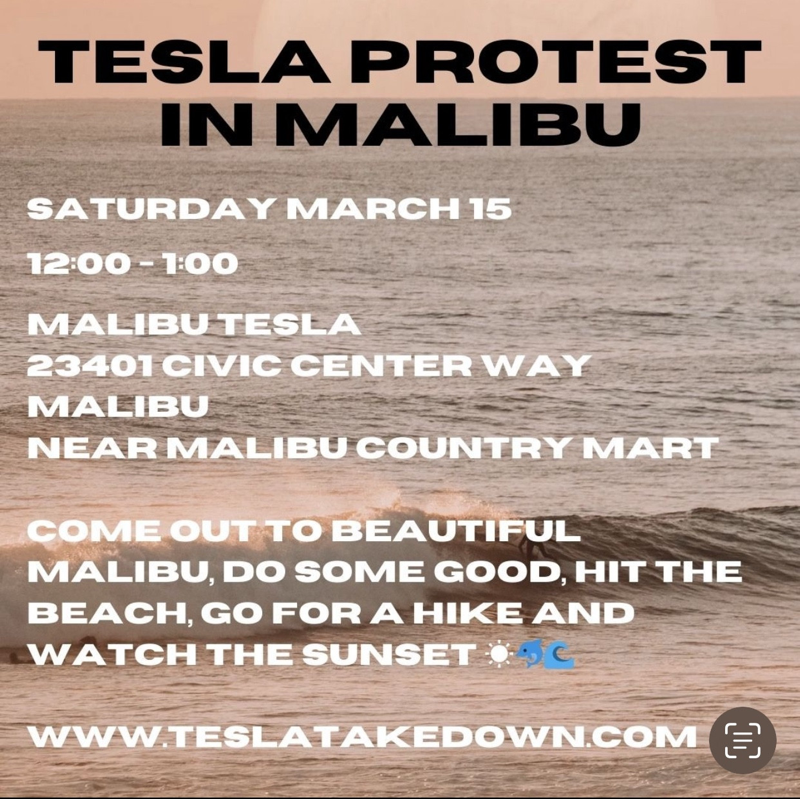 TESLA PROTEST
IN MALIBU
SATURDAY MARCH 15
12:00 - 1:00
MALIBU TESLA
23401 CIVIC CENTER WAY
MALIBU
NEAR MALIBU COUNTRY MART
COME OUT TO BEAUTIFUL
MALIBU, DO SOME GOOD, HIT THE
BEACH, GO FOR A HIKE AND
WATCH THE SUNSET ☀️🐬🌊
WWW.TESLATAKEDOWN.COM